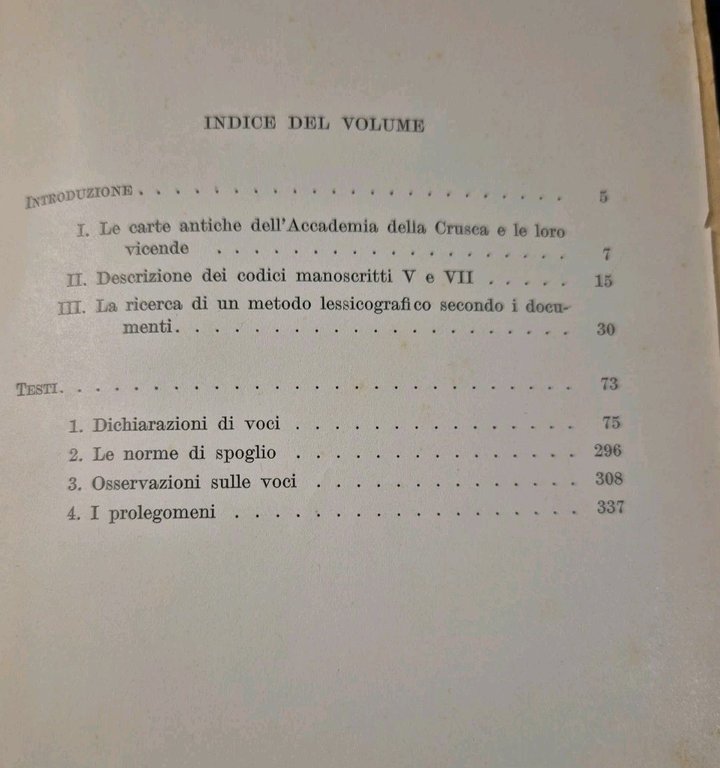 INDICE DEL VOLUME
INTRODUZIONE . . . . . . . . . . . . . . . . . . . . . . 5
I. Le carte antiche dell'Accademia della Crusca e le loro
vicende . . . . . . . . . . . . . . . . . . 7
II. Descrizione dei codici manoscritti V e VII . . . . . 15
III. La ricerca di un metodo lessicografico secondo i docu-
menti. . . . . . . . . . . . . . . . . . . . 30
TESTI. . . . . . . . . . . . . . . . . . . . . . . . . 73
1. Dichiarazioni di voci . . . . . . . . . . . . . . 75
2. Le norme di spoglio . . . . . . . . . . . . . . 296
3. Osservazioni sulle voci . . . . . . . . . . . . . 308
4. I prolegomeni . . . . . . . . . . . . . . . . . 337